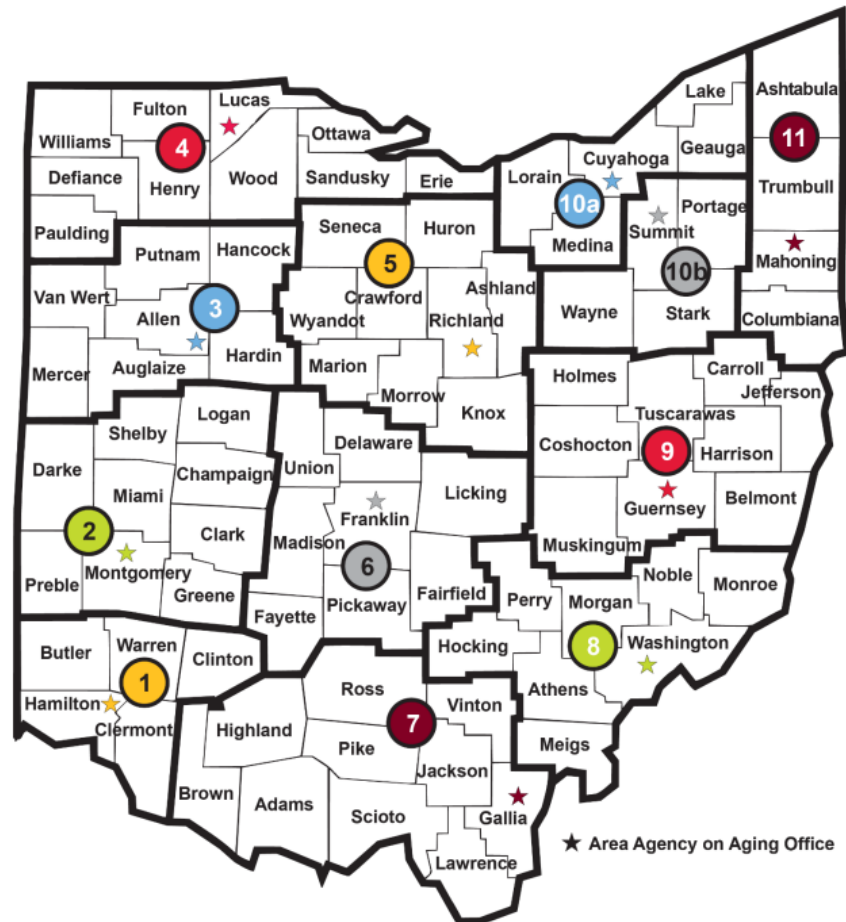 Lake
Ashtabula
Fulton
Lucas
11
Williams
4
Ottawa
Cuyahoga
Geauga
Defiance
Henry
Wood
Sandusky
Erie
Lorain
10a
Trumbull
Portage
Paulding
Seneca
Huron
Summit
Putnam
Hancock
Medina
Mahoning
5
10b
Van Wert
3
Crawford
Ashland
Allen
Wyandot
Richland
Wayne
Stark
Columbiana
Mercer
Auglaize
Hardin
Marion
Morrow
Holmes
Carroll
Jefferson
Logan
Knox
Tuscarawas
Shelby
Delaware
Coshocton
9
Harrison
Darke
Champaign
Union
Miami
Licking
Guernsey
Belmont
2
Clark
Franklin
Montgomery
Madison
Muskingum
Preble
6
Noble
Monroe
Greene
Pickaway
Fairfield
Perry
Morgan
Fayette
Butler
Warren
Clinton
Hocking
8
Washington
1
Hamilton
Ross
Vinton
Athens
Clermont
Highland
7
Pike
Meigs
Jackson
Brown
Adams
Scioto
Gallia
Lawrence
Area Agency on Aging Office